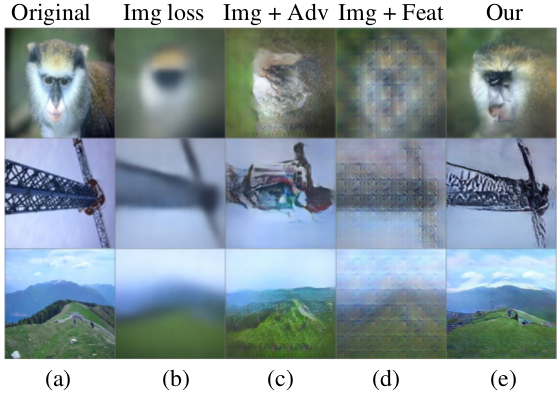 Original Img loss Img + Adv Img + Feat Our
(a) (b) (c) (d) (e)